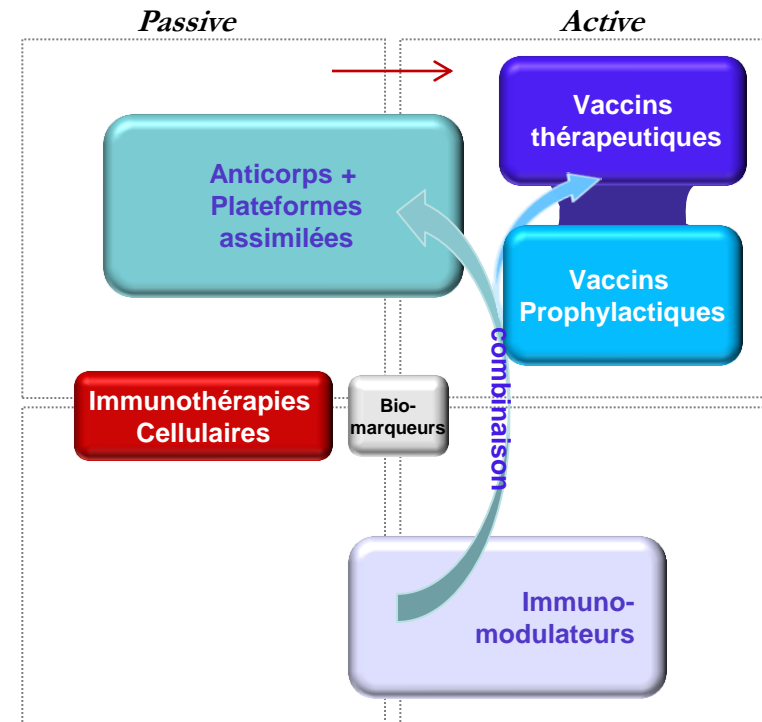 Passive
Active
Vaccins
thérapeutiques
Anticorps +
Plateformes
assimilées
Vaccins
Prophylactiques
combinaison
Immunothérapies
Cellulaires
Bio-
marqueurs
Immuno-
modulateurs